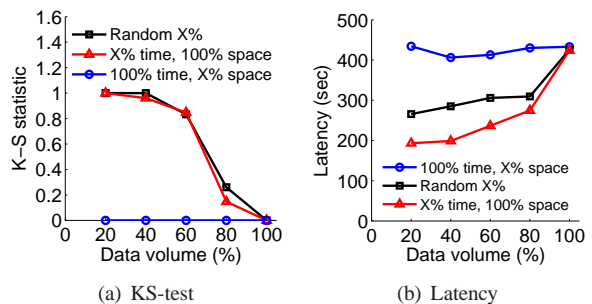 1.6
1.4
1.2
1
0.8
0.6
0.4
0.2
0
K−S statistic
Random X%
X% time, 100% space
100% time, X% space
0 20 40 60 80 100
Data volume (%)
(a) KS-test
500
400
300
200
100
0
Latency (sec)
100% time, X% space
Random X%
X% time, 100% space
0 20 40 60 80 100
Data volume (%)
(b) Latency